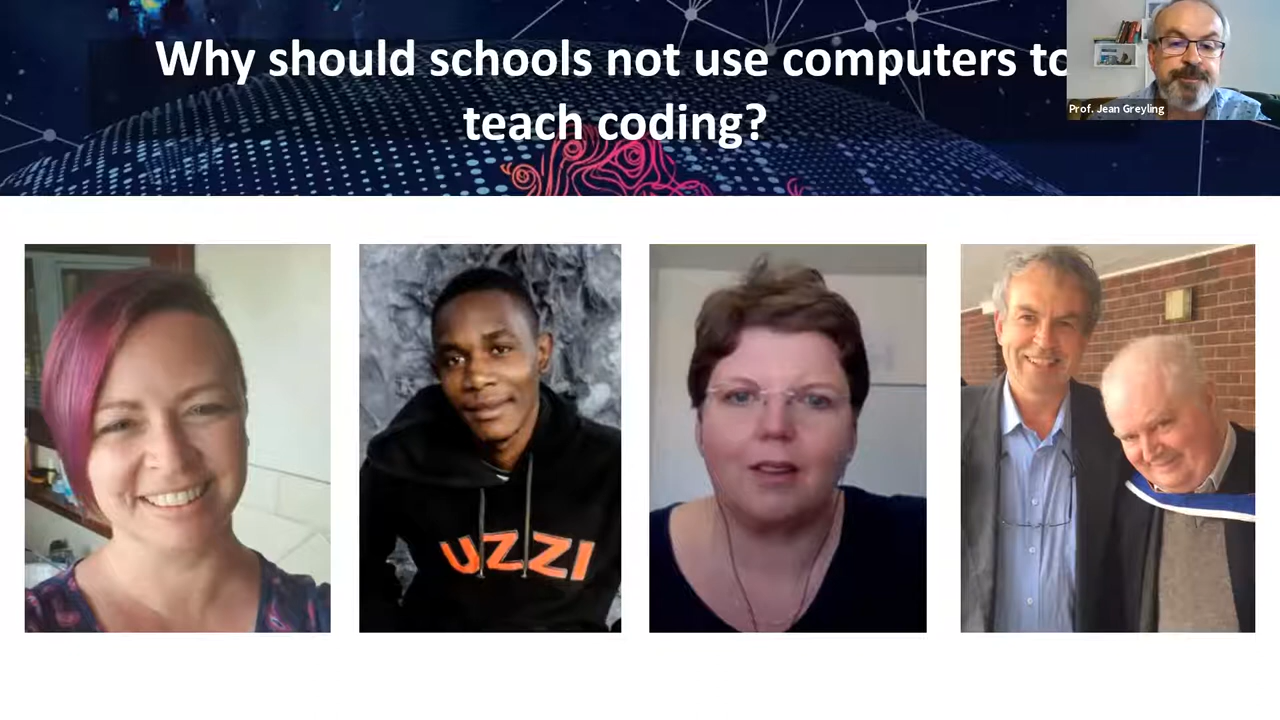 Why should schools not use computers to
teach coding?
Prof. Jean Greyling
UZZI